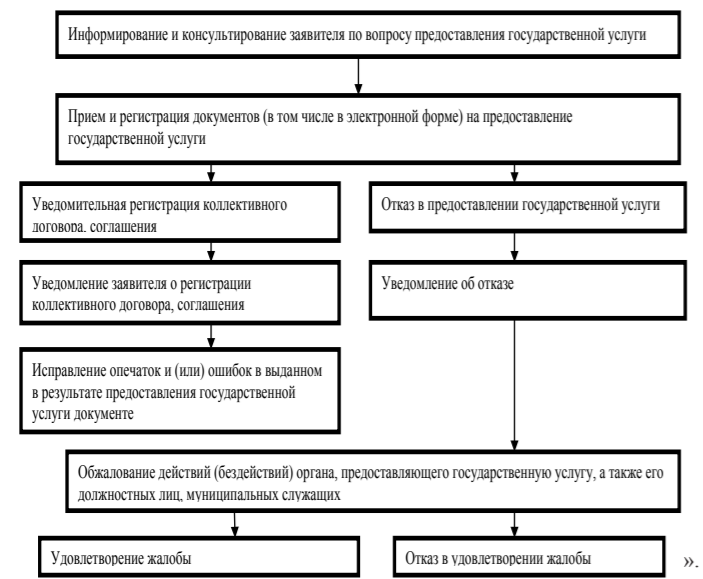 Информирование и консультирование заявителя по вопросу предоставления государственной услуги
Прием и регистрация документов (в том числе в электронной форме) на предоставление
государственной услуги
Уведомительная регистрация коллективного
договора, соглашения
Отказ в предоставлении государственной услуги
Уведомление заявителя о регистрации
коллективного договора, соглашения
Уведомление об отказе
Исправление опечаток и (или) ошибок в выданном
в результате предоставления государственной
услуги документе
Обжалование действий (бездействий) органа, предоставляющего государственную услугу, а также его
должностных лиц, муниципальных служащих
Удовлетворение жалобы
Отказ в удовлетворении жалобы
».